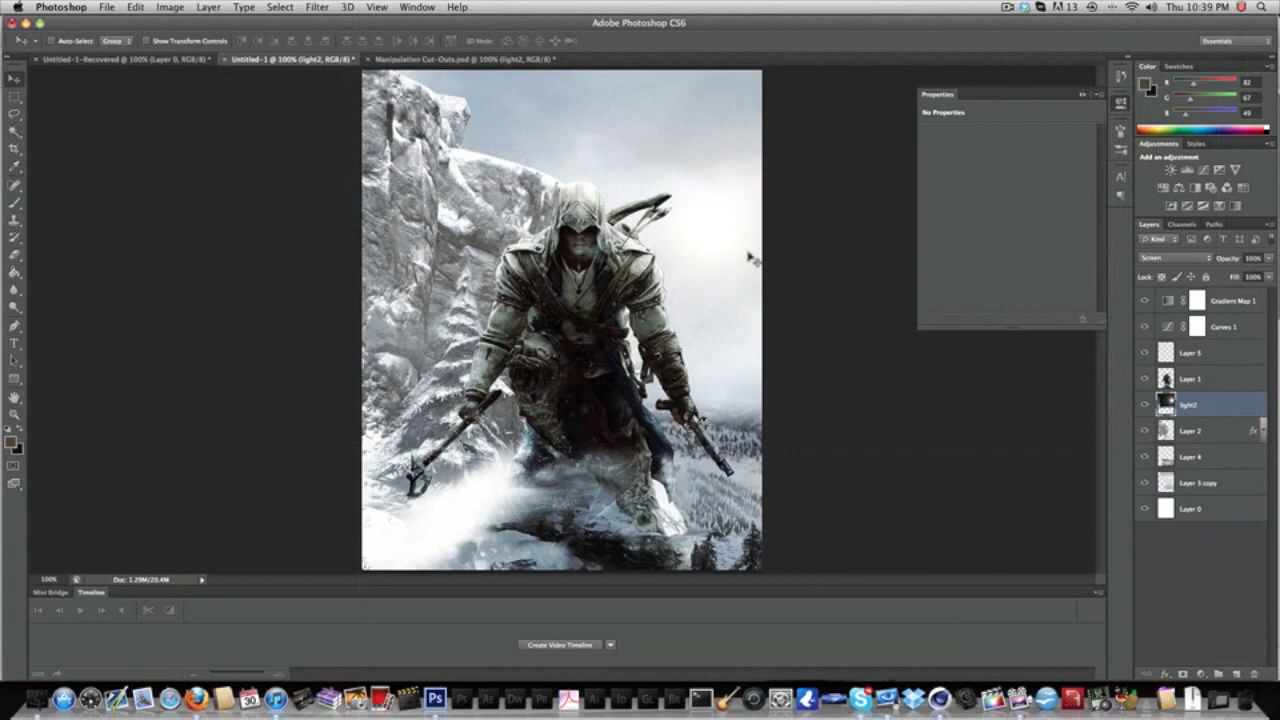 Photoshop File Edit Image Layer Type Select Filter 3D View Window Help
13 Thu 10:39 PM
Adobe Photoshop CS6
Auto-Select: Group Show Transform Controls 3D Mode: Essentials
Untitled-1-Recovered @ 100% (Layer 0, RGB/8) * Untitled-1 @ 100% (light2, RGB/8) * Manipulation Cut-Outs.psd @ 100% (light, RGB/8) *
Color Swatches
R 82
G 67
B 49
Properties
No Properties
Adjustments Styles
Add an adjustment
Layers Channels Paths
Kind
Screen Opacity: 100%
Lock: Fill: 100%
Gradient Map 1
Curves 1
Layer 5
Layer 1
light2
Layer 2 fx
Layer 4
Layer 3 copy
Layer 0
100% Doc: 1.29M/20.4M
Mini Bridge Timeline
Create Video Timeline
30 Ps